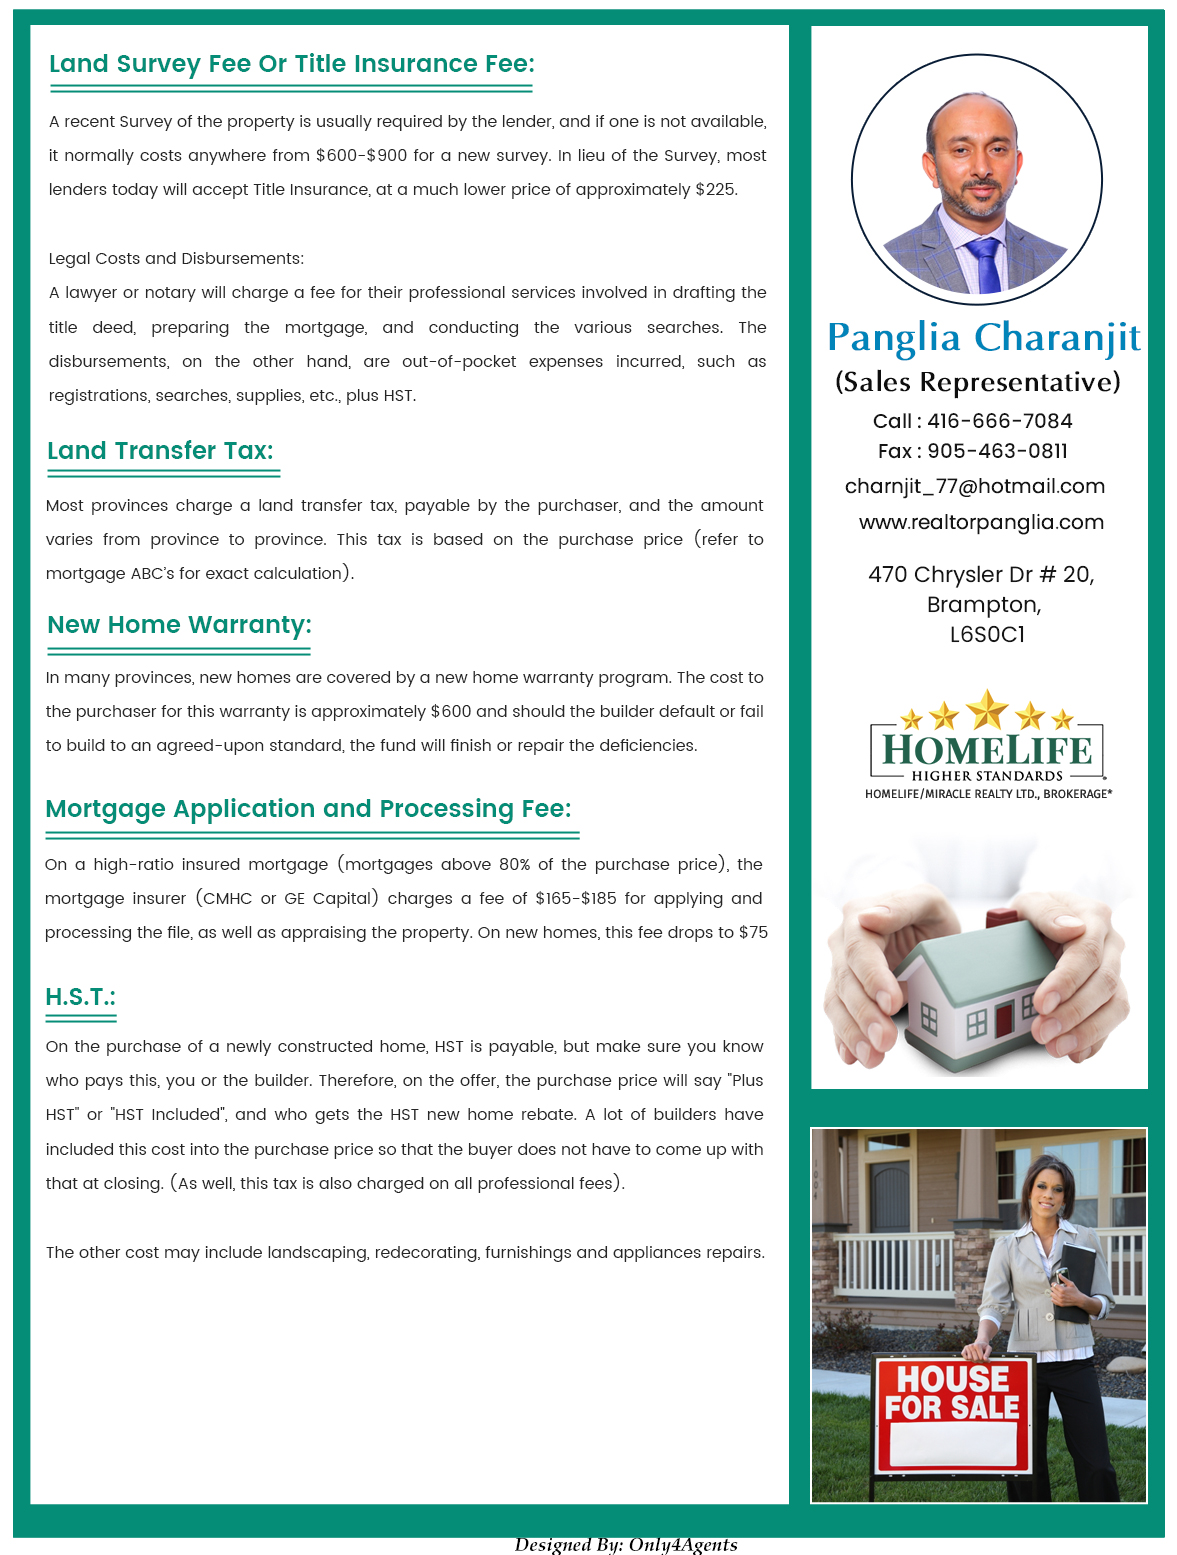 Land Survey Fee Or Title Insurance Fee:
A recent Survey of the property is usually required by the lender, and if one is not available,
it normally costs anywhere from $600-$900 for a new survey. In lieu of the Survey, most
lenders today will accept Title Insurance, at a much lower price of approximately $225.
Legal Costs and Disbursements:
A lawyer or notary will charge a fee for their professional services involved in drafting the
title deed, preparing the mortgage, and conducting the various searches. The
disbursements, on the other hand, are out-of-pocket expenses incurred, such as
registrations, searches, supplies, etc., plus HST.
Land Transfer Tax:
Most provinces charge a land transfer tax, payable by the purchaser, and the amount
varies from province to province. This tax is based on the purchase price (refer to
mortgage ABC's for exact calculation).
New Home Warranty:
In many provinces, new homes are covered by a new home warranty program. The cost to
the purchaser for this warranty is approximately $600 and should the builder default or fail
to build to an agreed-upon standard, the fund will finish or repair the deficiencies.
Mortgage Application and Processing Fee:
On a high-ratio insured mortgage (mortgages above 80% of the purchase price), the
mortgage insurer (CMHC or GE Capital) charges a fee of $165-$185 for applying and
processing the file, as well as appraising the property. On new homes, this fee drops to $75
H.S.T.:
On the purchase of a newly constructed home, HST is payable, but make sure you know
who pays this, you or the builder. Therefore, on the offer, the purchase price will say "Plus
HST" or "HST Included", and who gets the HST new home rebate. A lot of builders have
included this cost into the purchase price so that the buyer does not have to come up with
that at closing. (As well, this tax is also charged on all professional fees).
The other cost may include landscaping, redecorating, furnishings and appliances repairs.
Panglia Charanjit
(Sales Representative)
Call : 416-666-7084
Fax : 905-463-0811
charnjit_77@hotmail.com
www.realtorpanglia.com
470 Chrysler Dr # 20,
Brampton,
L6S0C1
HOMELIFE
HIGHER STANDARDS
HOMELIFE/MIRACLE REALTY LTD., BROKERAGE*
1004
HOUSE
FOR SALE
Designed By: Only4Agents